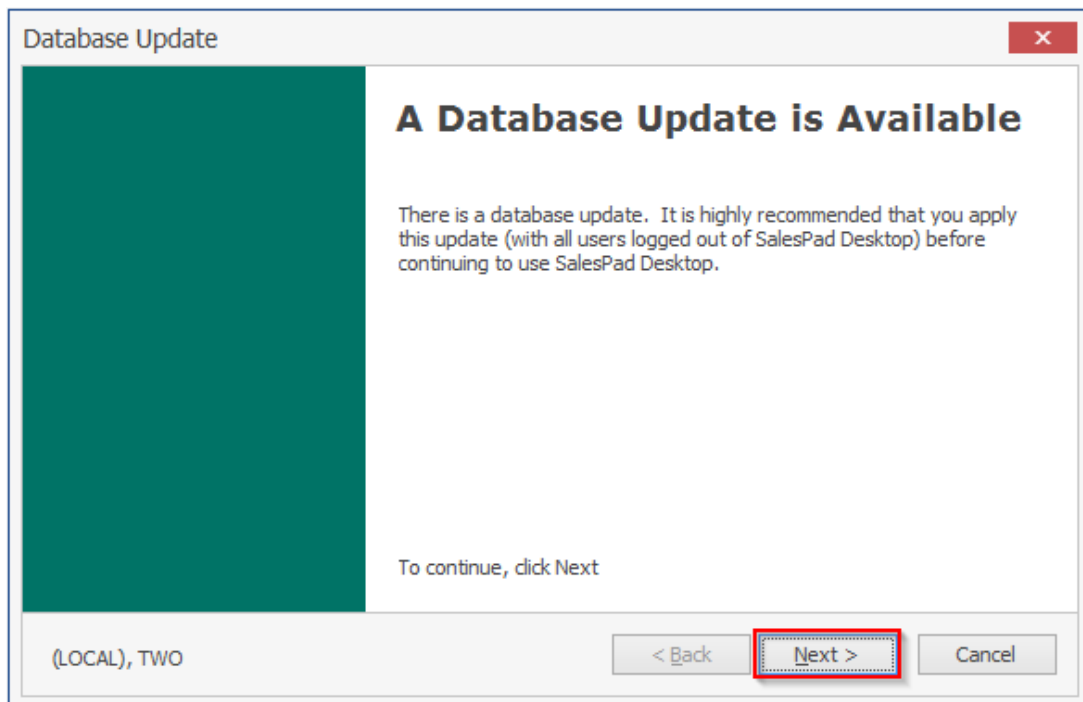 Database Update
A Database Update is Available
There is a database update.  It is highly recommended that you apply
this update (with all users logged out of SalesPad Desktop) before
continuing to use SalesPad Desktop.
To continue, click Next
(LOCAL), TWO
< Back
Next >
Cancel